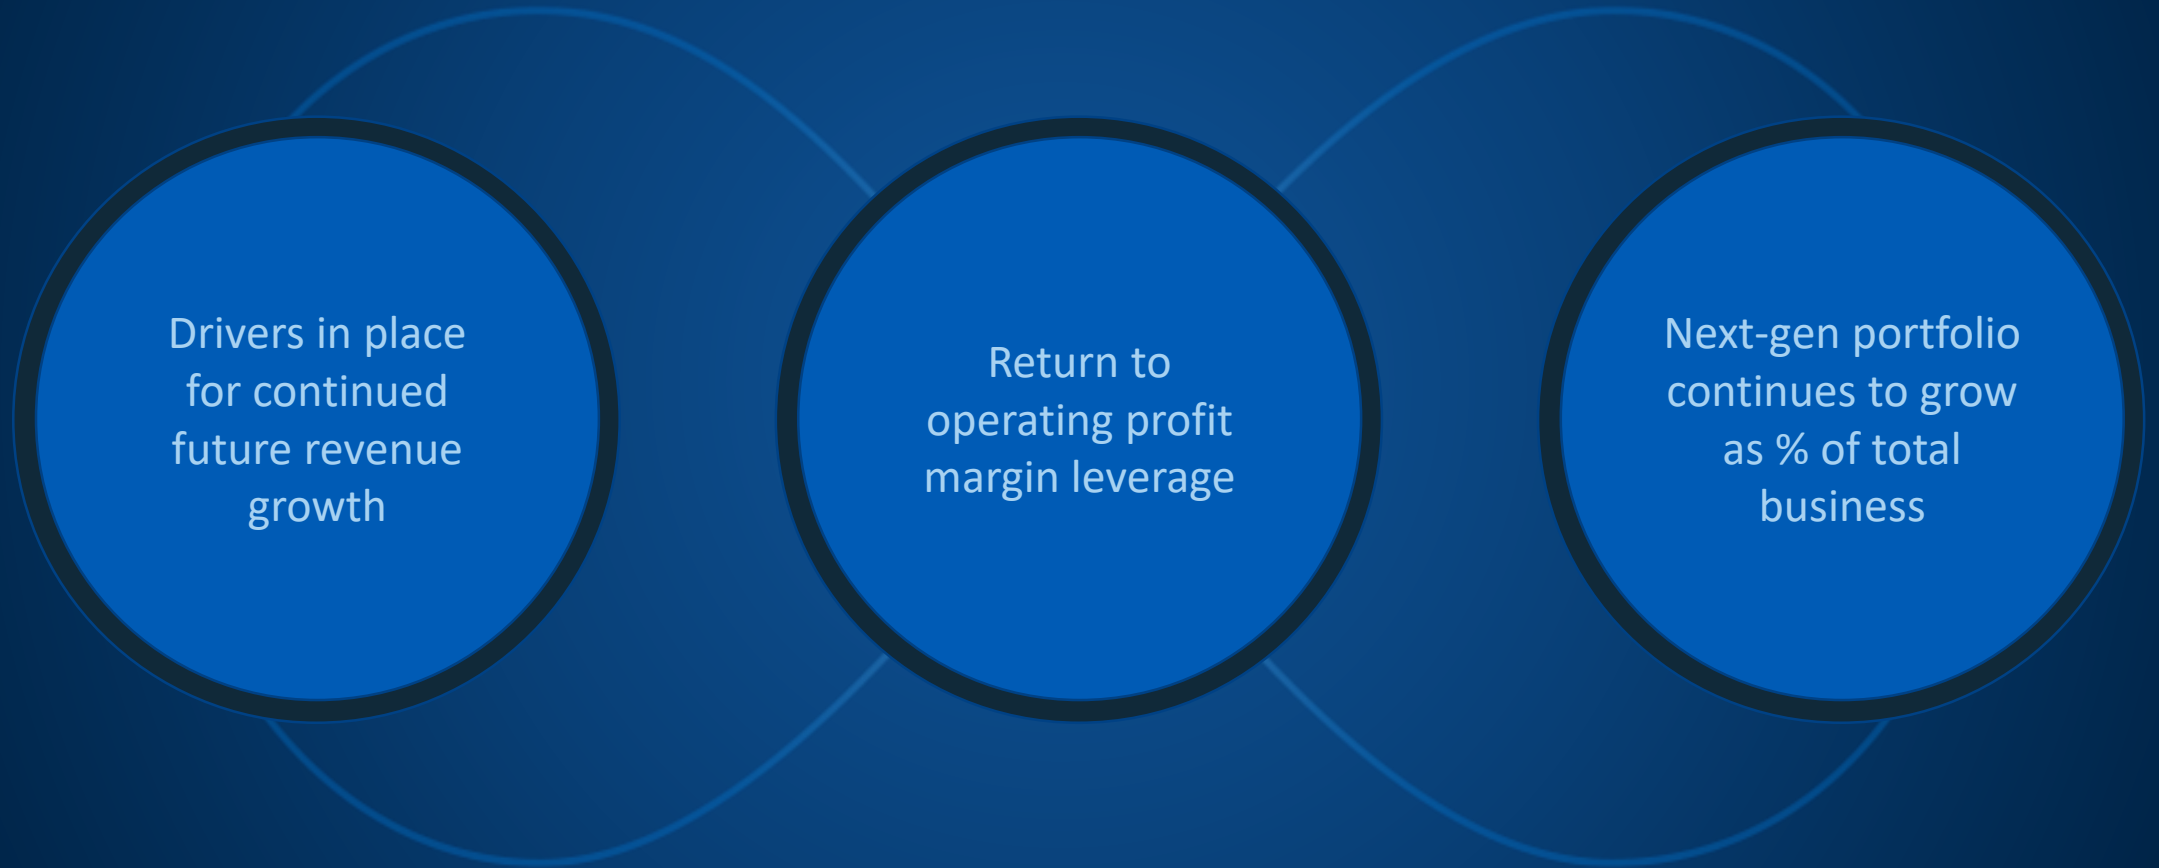 Drivers in place
for continued
future revenue
growth
Return to
operating profit
margin leverage
Next-gen portfolio
continues to grow
as % of total
business